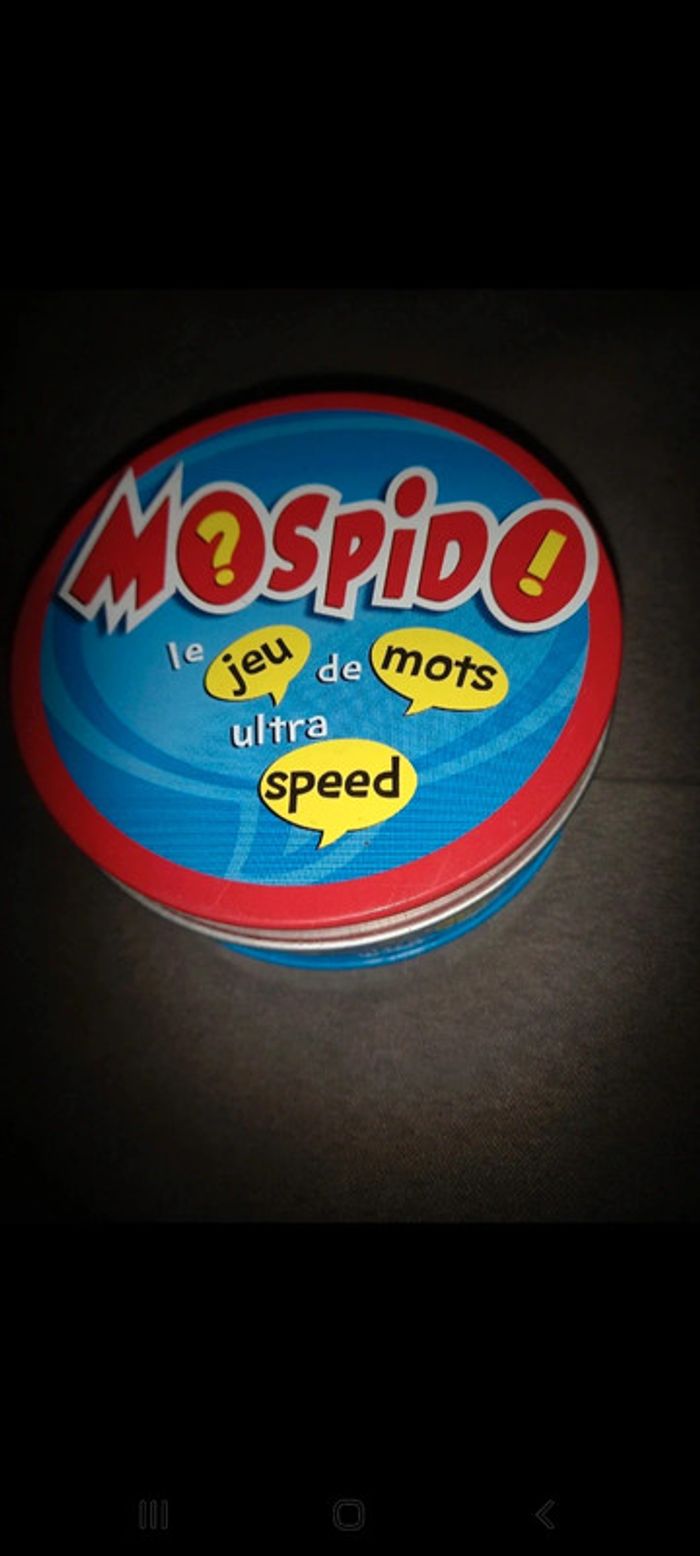 MOSPIDO
le jeu de mots
ultra
speed